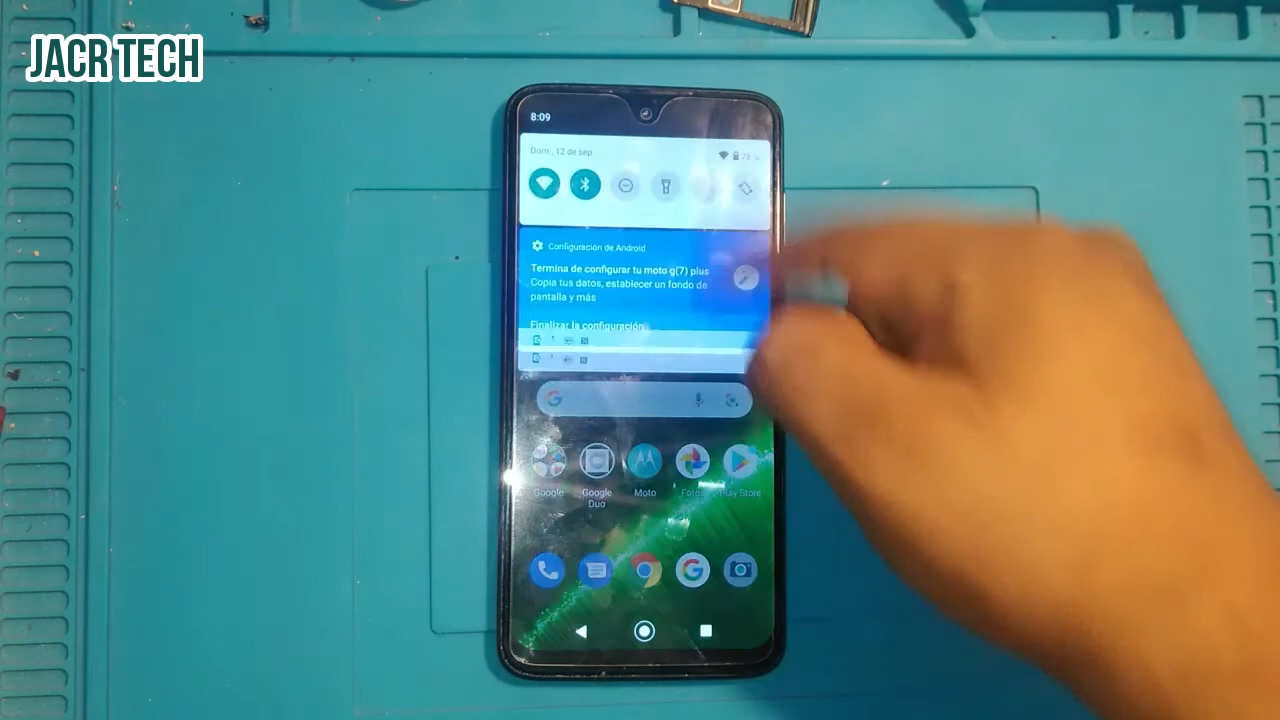 JACR TECH
8:09
Dom., 12 de sep
78
Configuración de Android
Termina de configurar tu moto g(7) plus
Copia tus datos, establecer un fondo de
pantalla y más
Finalizar la configuración
Google
Google
Duo
Moto
Fotos
Play Store